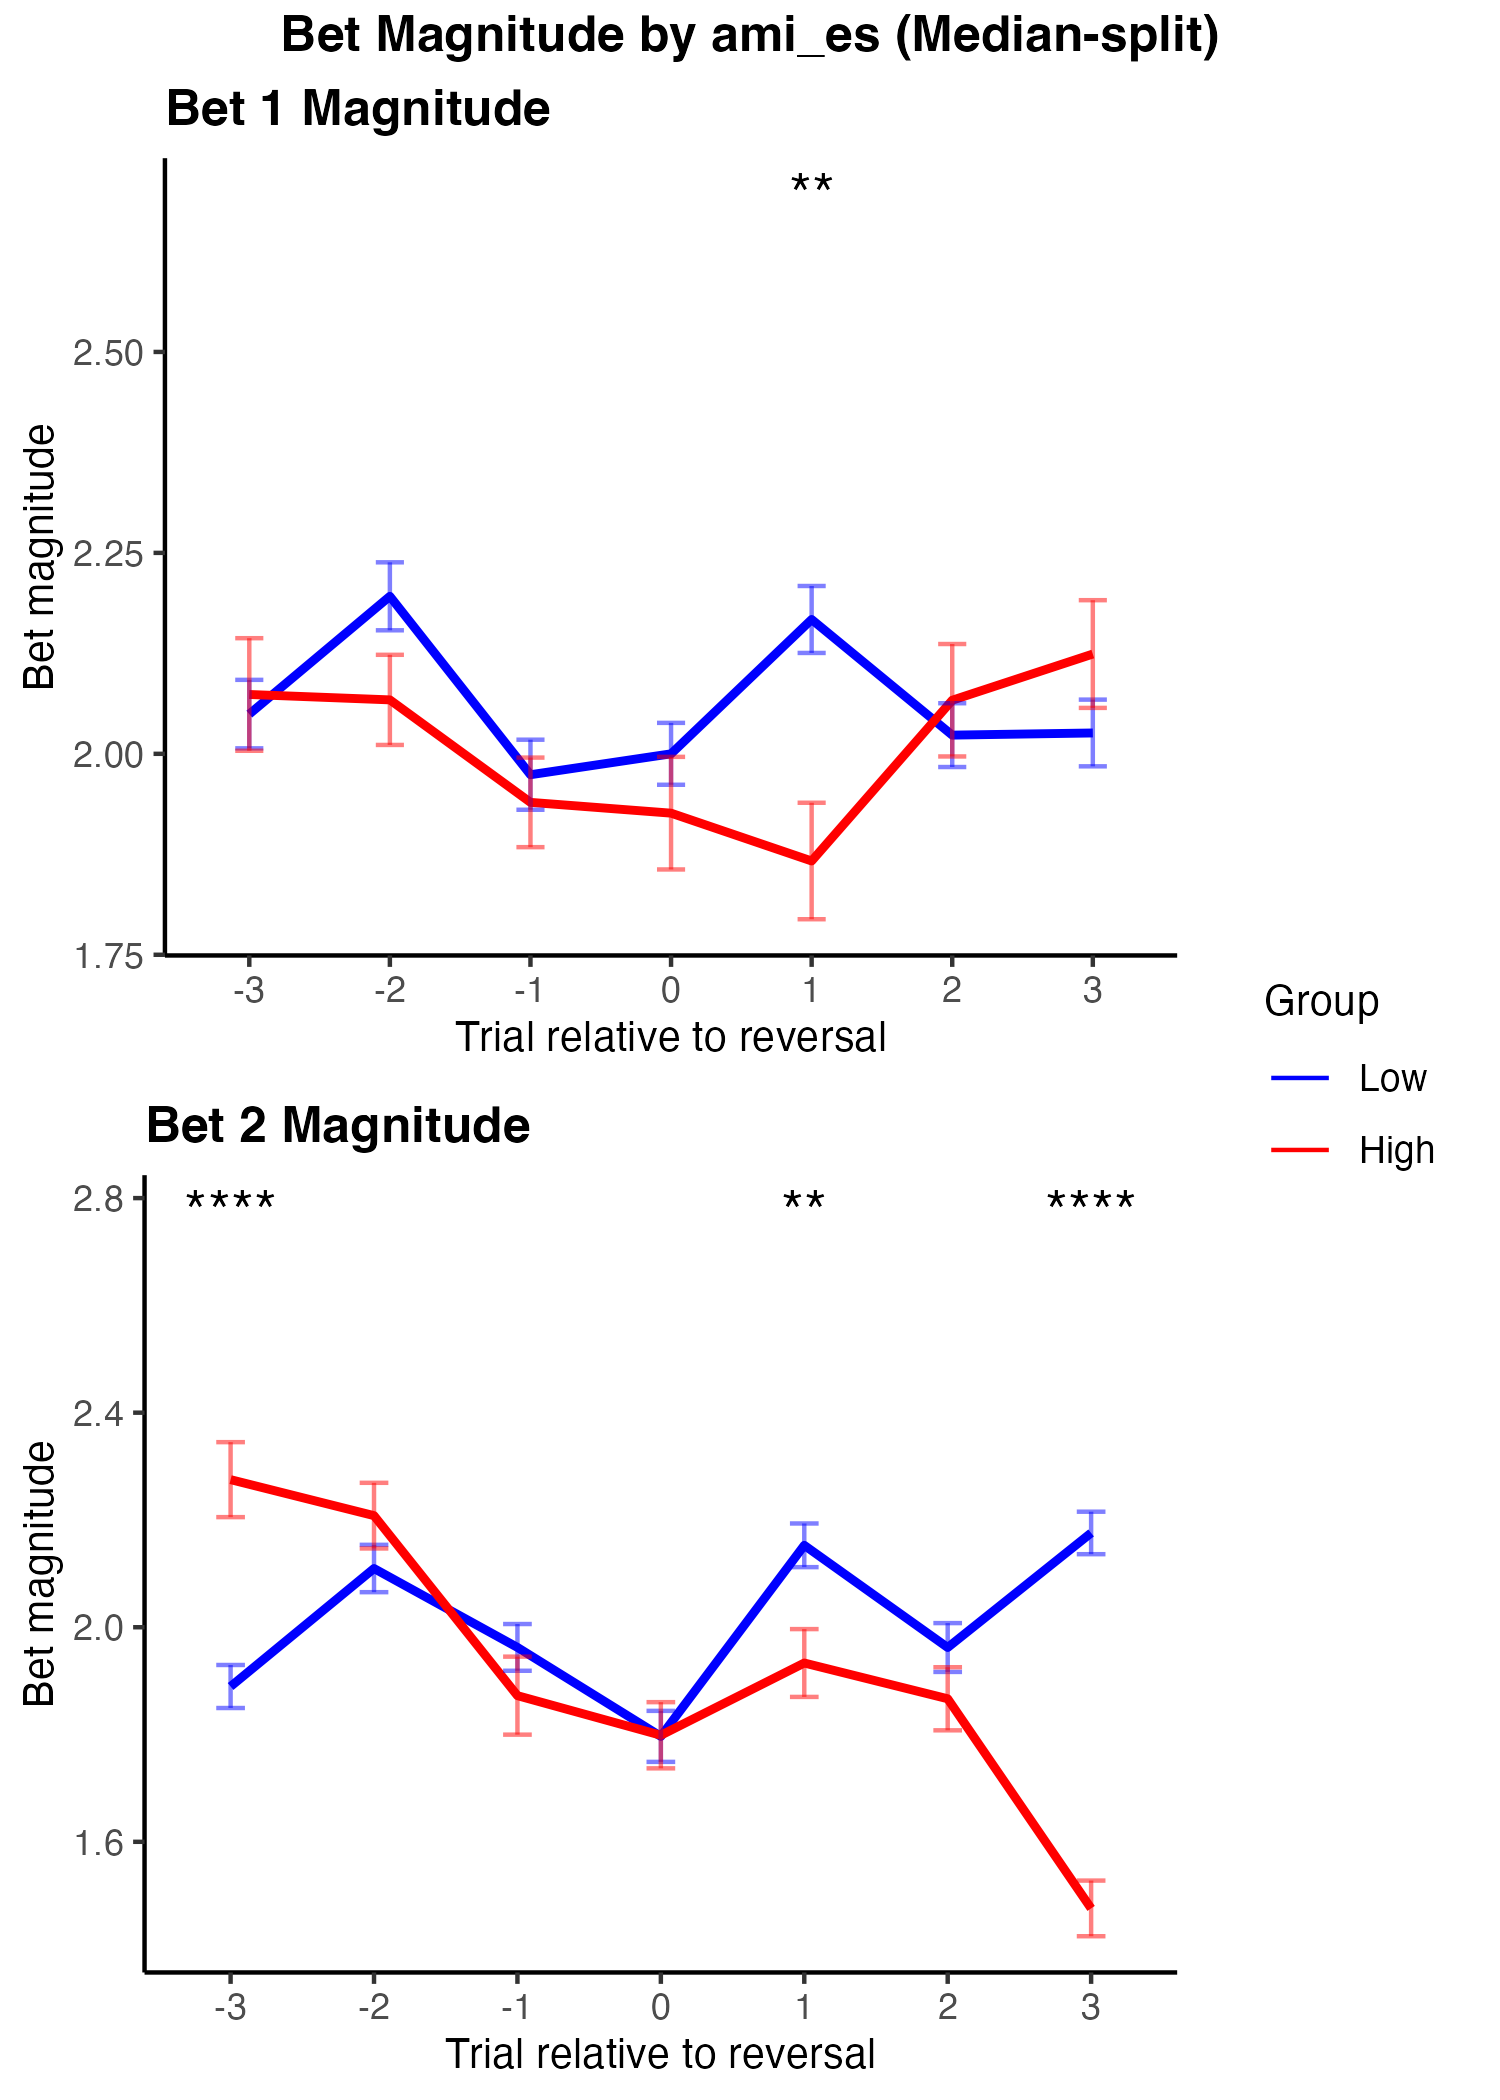 Bet Magnitude by ami_es (Median-split)
Bet 1 Magnitude
**
Bet magnitude
2.50
2.25
2.00
1.75
-3 -2 -1 0 1 2 3
Trial relative to reversal
Group
Low
High
Bet 2 Magnitude
**** ** ****
Bet magnitude
2.8
2.4
2.0
1.6
-3 -2 -1 0 1 2 3
Trial relative to reversal